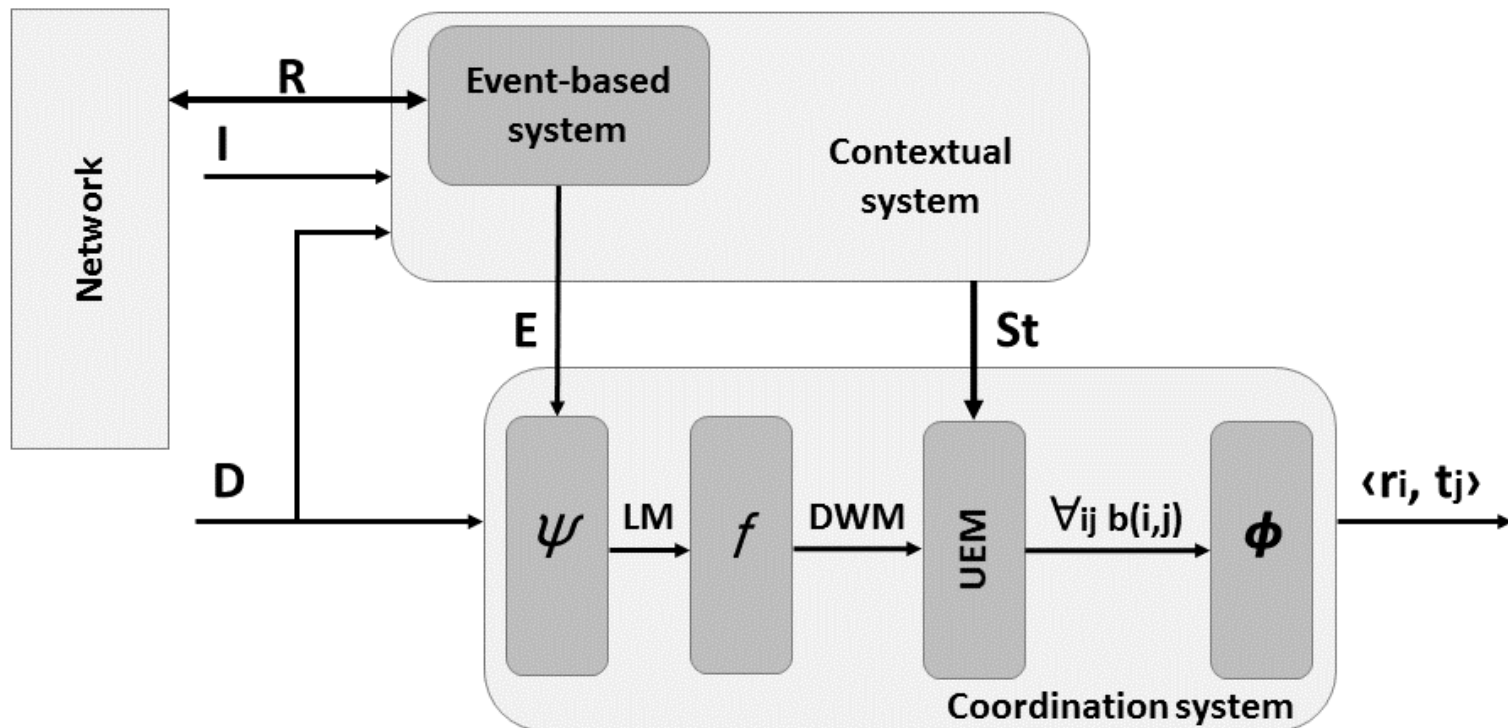 Network
R
I
Event-based
system
Contextual
system
E
St
D
ψ
LM
f
DWM
UEM
∀ij b(i,j)
ϕ
‹ri, tj›
Coordination system